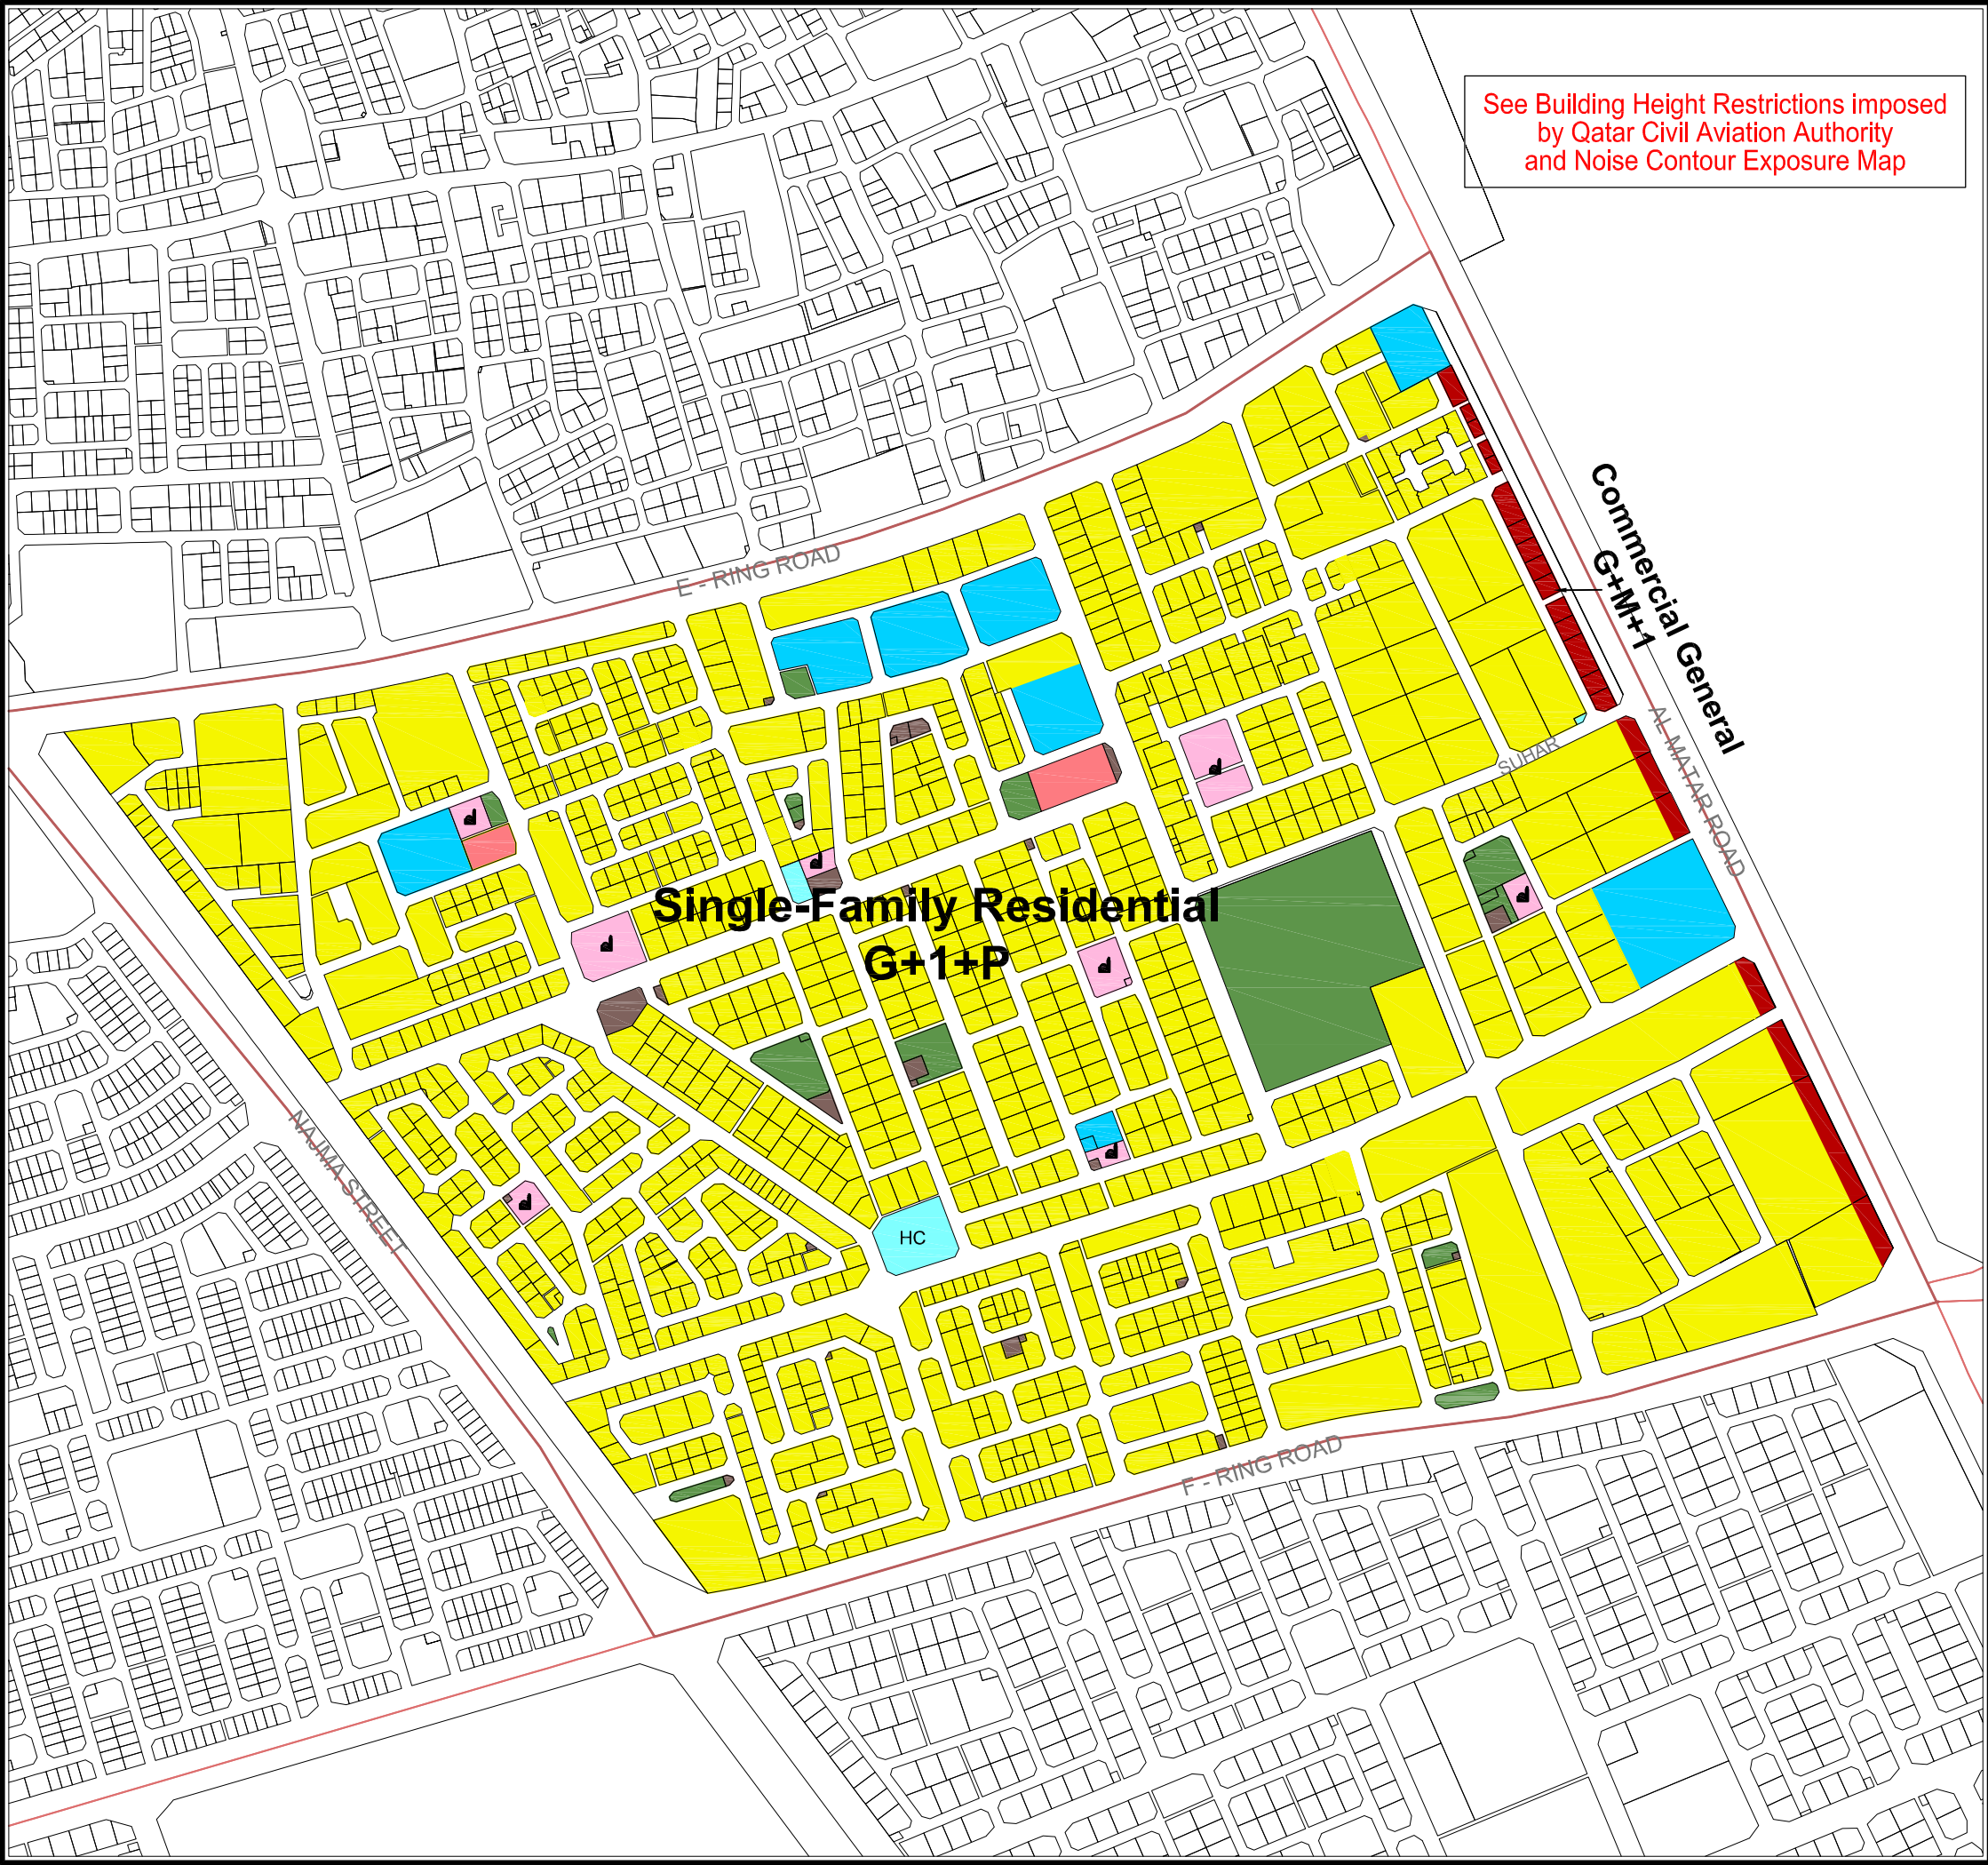 See Building Height Restrictions imposed
by Qatar Civil Aviation Authority
and Noise Contour Exposure Map
Commercial General
G+M+1
E - RING ROAD
AL MATAR ROAD
SUHAR
Single-Family Residential
G+1+P
NAJMA STREET
HC
F - RING ROAD